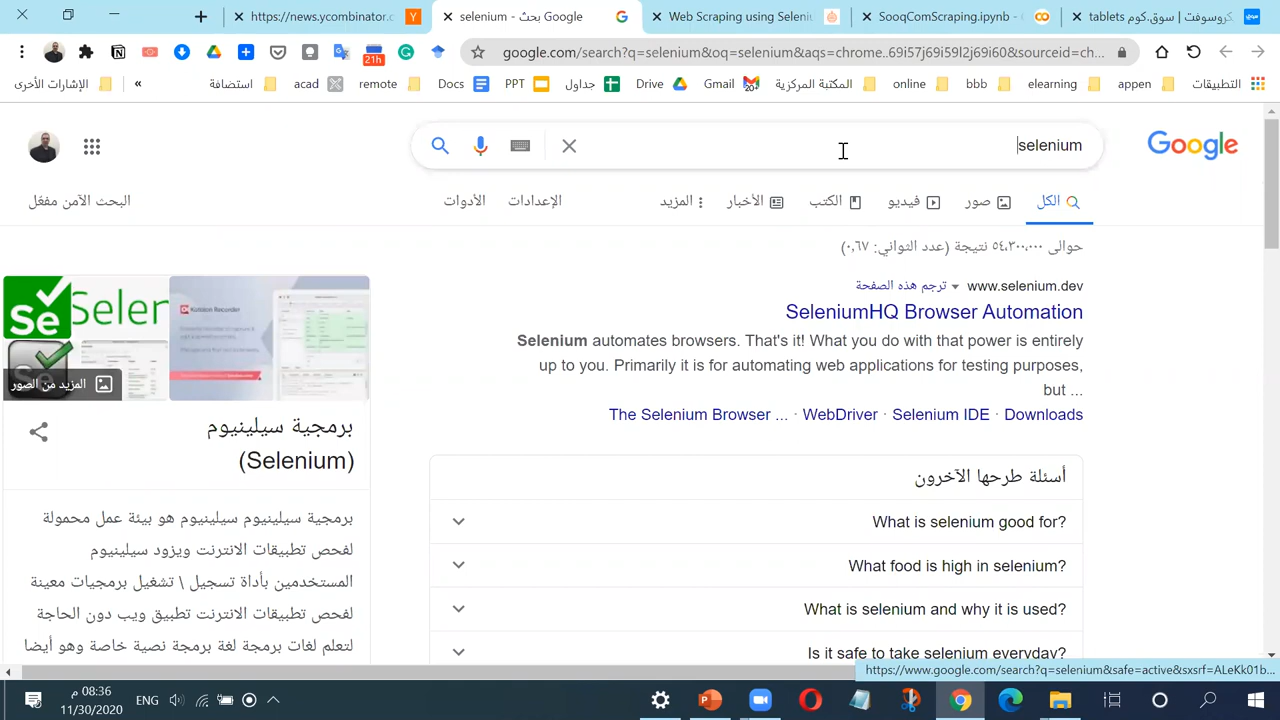 tablets سوق.كوم | كروسوفت
SooqComScraping.ipynb -
Web Scraping using Seleni
selenium - بحث Google
https://news.ycombinator.c
google.com/search?q=selenium&oq=selenium&aqs=chrome..69i57j69i59l2j69i60&sourceid...
21h
التطبيقات
appen
elearning
bbb
online
المكتبة المركزية
Gmail
Drive
جداول
PPT
Docs
remote
acad
استضافة
»
الإشارات الأخرى
Google
selenium
الكل
صور
فيديو
الكتب
الأخبار
المزيد
الإعدادات
الأدوات
البحث الآمن مفعّل
حوالى ٥٤,٣٠٠,٠٠٠ نتيجة (عدد الثواني: ٠,٦٧)
www.selenium.dev ترجم هذه الصفحة
SeleniumHQ Browser Automation
Selenium automates browsers. That's it! What you do with that power is entirely
up to you. Primarily it is for automating web applications for testing purposes,
but ...
The Selenium Browser ... · WebDriver · Selenium IDE · Downloads
أسئلة طرحها الآخرون
What is selenium good for?
What food is high in selenium?
What is selenium and why it is used?
Is it safe to take selenium everyday?
Se Selen
Katalon Recorder
المزيد من الصور
برمجية سيلينيوم
(Selenium)
برمجية سيلينيوم سيلينيوم هو بيئة عمل محمولة
لفحص تطبيقات الانترنت ويزود سيلينيوم
المستخدمين بأداة تسجيل \ تشغيل برمجيات معينة
لفحص تطبيقات الانترنت تطبيق ويب دون الحاجة
لتعلم لغات برمجة لغة برمجة نصية خاصة وهو أيضا
https://www.google.com/search?q=selenium&safe=active&sxsrf=ALeKk01b...
ENG
08:36 م
11/30/2020